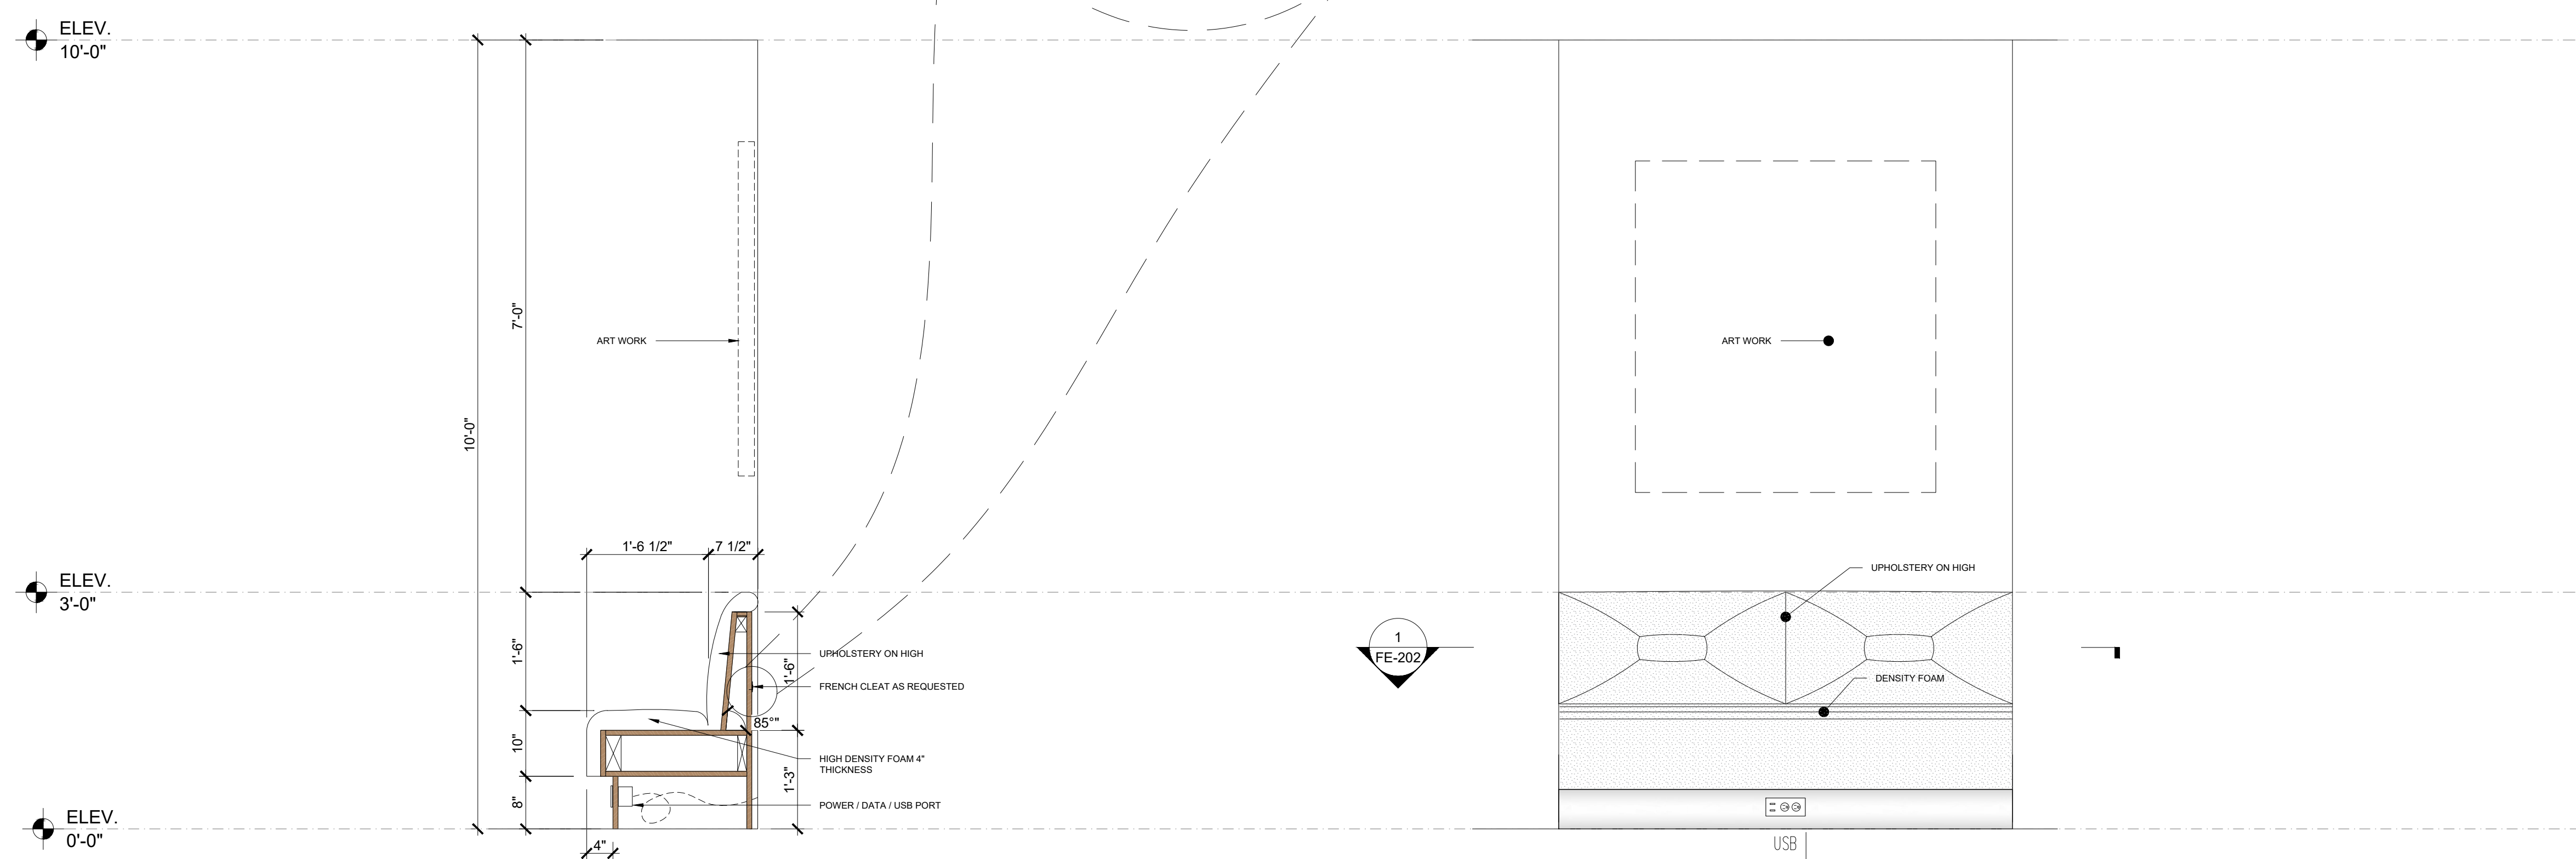 ELEV.
10'-0"
7'-0"
10'-0"
ART WORK
ART WORK
1'-6 1/2"
7 1/2"
UPHOLSTERY ON HIGH
ELEV.
3'-0"
1'-6"
UPHOLSTERY ON HIGH
1'-6"
FRENCH CLEAT AS REQUESTED
1
FE-202
DENSITY FOAM
85°"
10"
HIGH DENSITY FOAM 4"
THICKNESS
1'-3"
8"
POWER / DATA / USB PORT
ELEV.
0'-0"
4"
USB